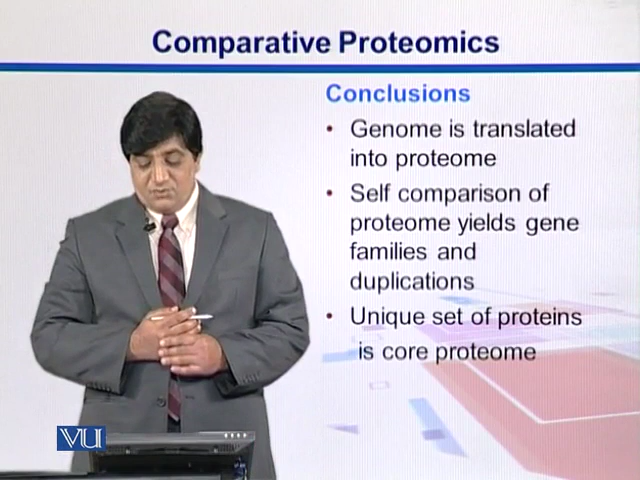 Comparative Proteomics
Conclusions
• Genome is translated
into proteome
• Self comparison of
proteome yields gene
families and
duplications
• Unique set of proteins
is core proteome
VU